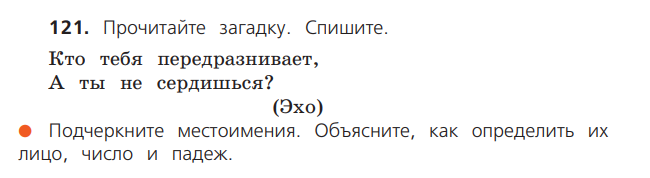 121. Прочитайте загадку. Спишите.
Кто тебя передразнивает,
А ты не сердишься?
(Эхо)
● Подчеркните местоимения. Объясните, как определить их
лицо, число и падеж.